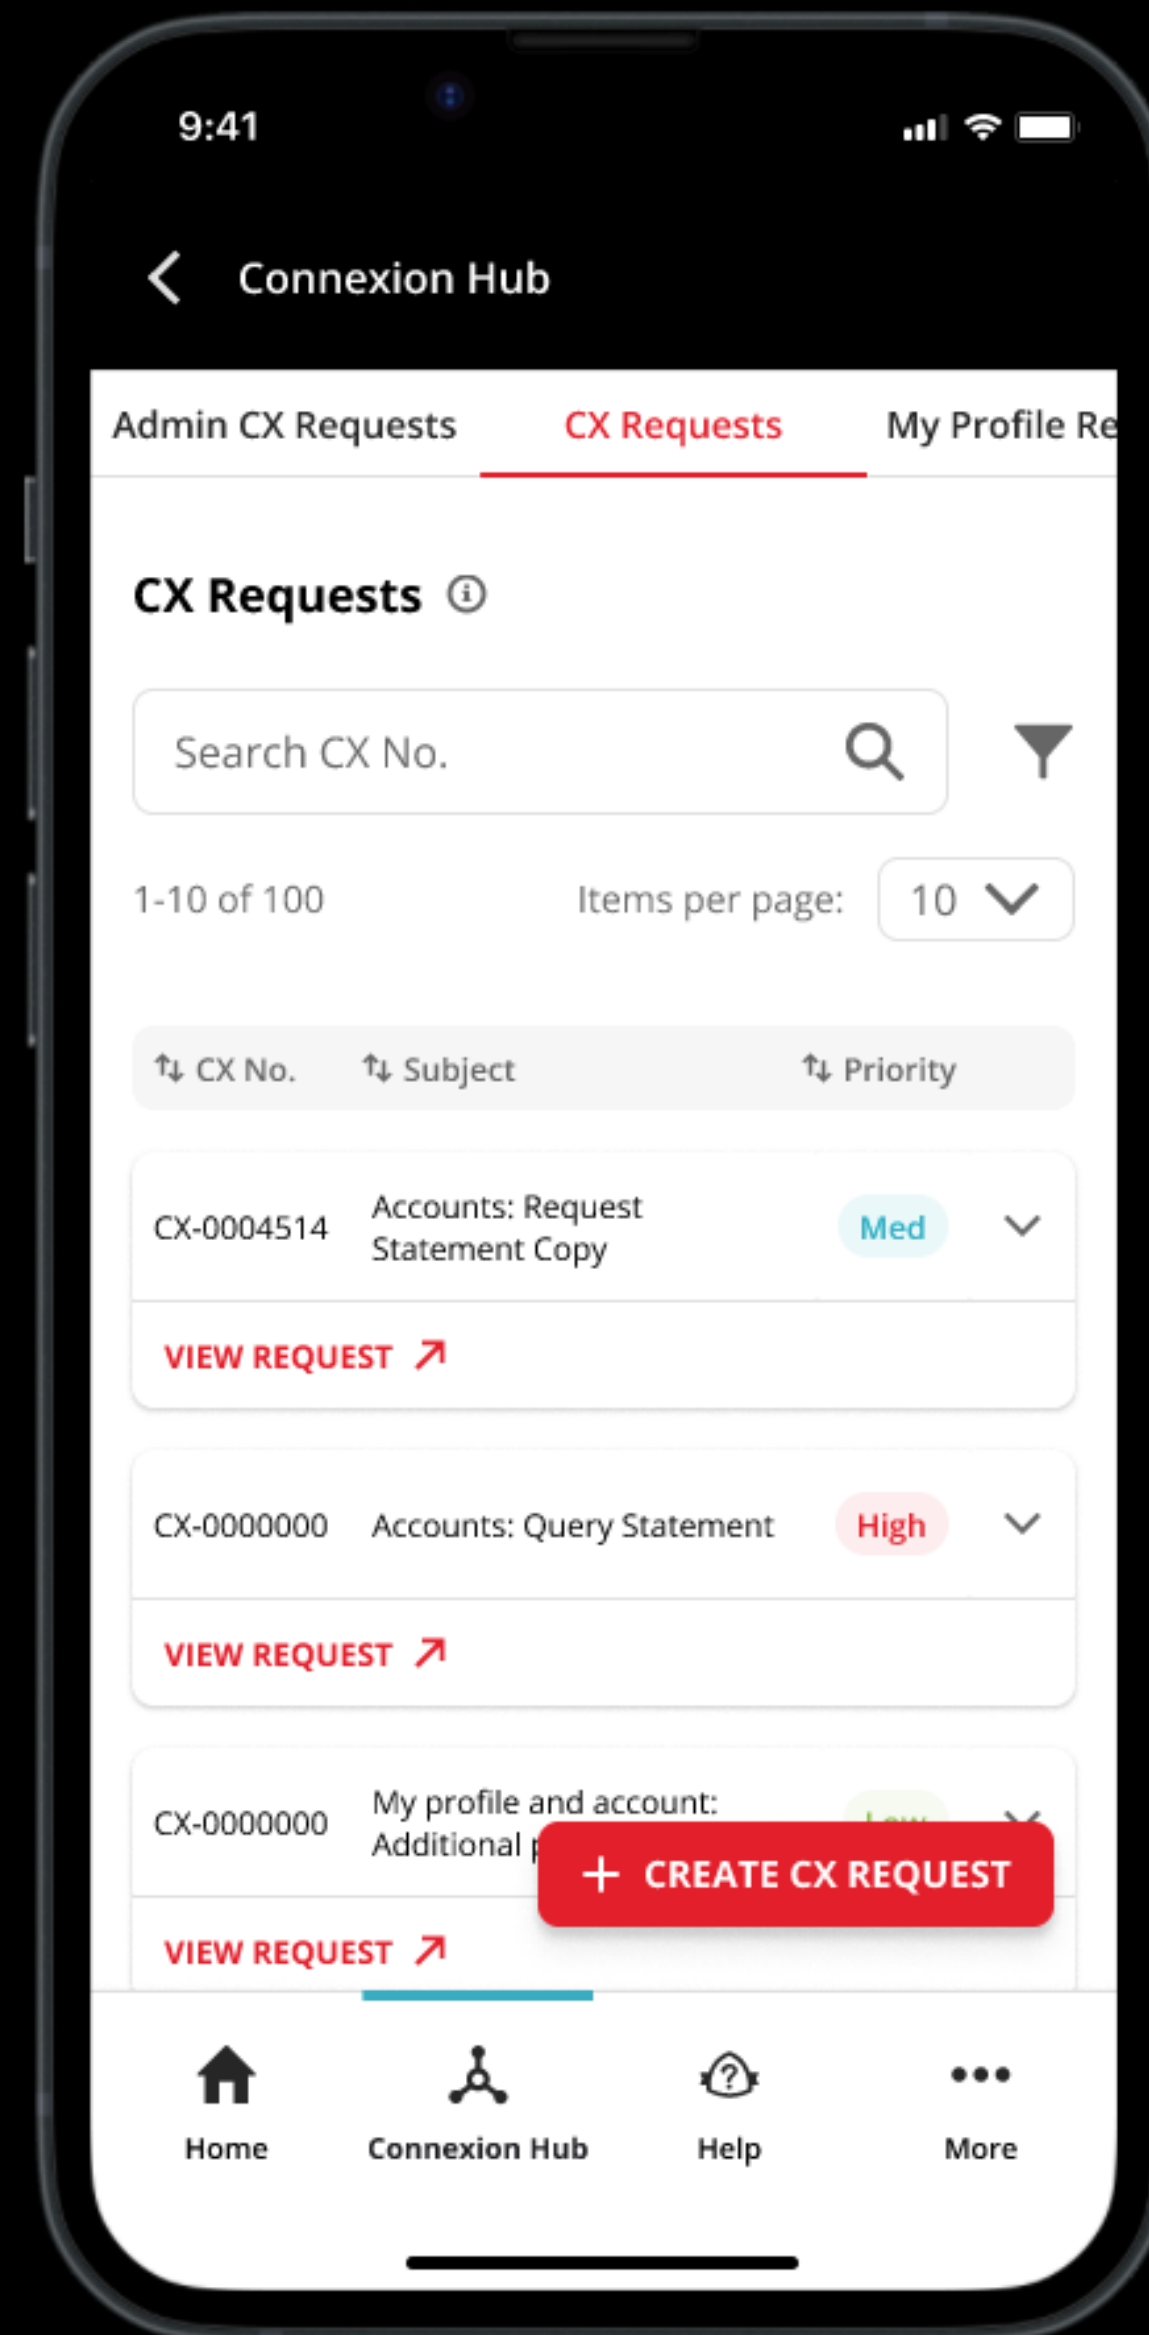 9:41
Connexion Hub
Admin CX Requests CX Requests My Profile Re
CX Requests
Search CX No.
1-10 of 100 Items per page: 10
CX No. Subject Priority
CX-0004514 Accounts: Request Statement Copy Med
VIEW REQUEST
CX-0000000 Accounts: Query Statement High
VIEW REQUEST
CX-0000000 My profile and account: Additional Low
+ CREATE CX REQUEST
VIEW REQUEST
Home Connexion Hub Help More